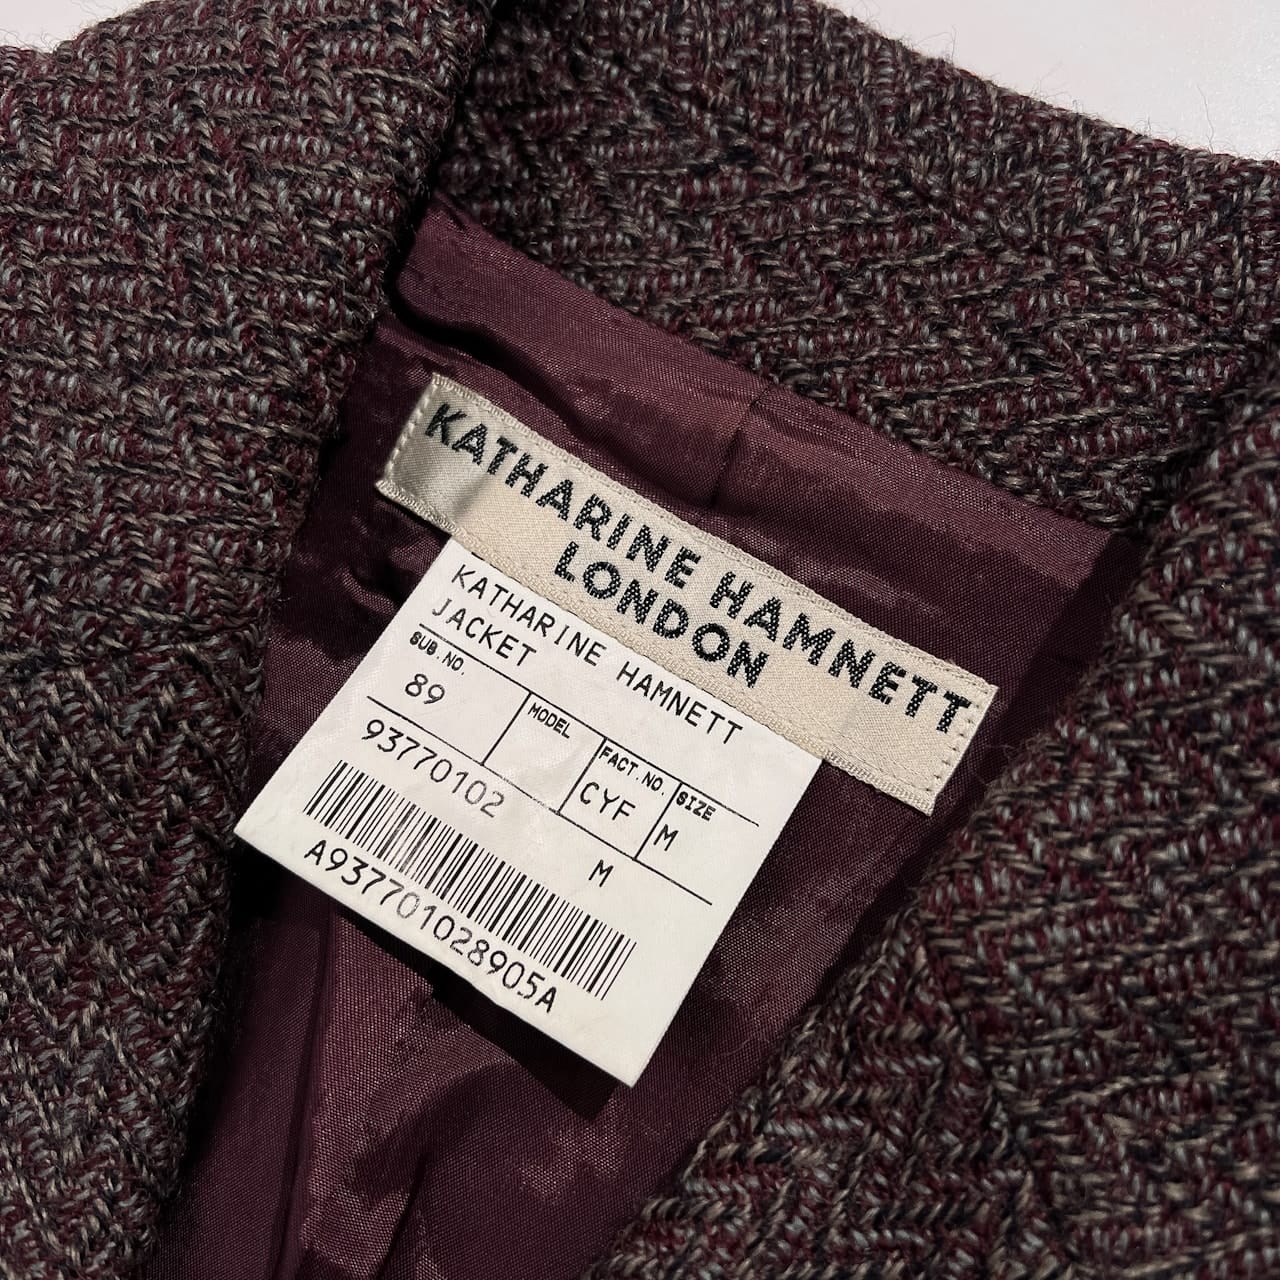 KATHARINE HAMNETT
LONDON
KATHARINE HAMNETT
JACKET
SUB.NO. MODEL FACT.NO. SIZE
89 CYF M
93770102 M
A937701028905A